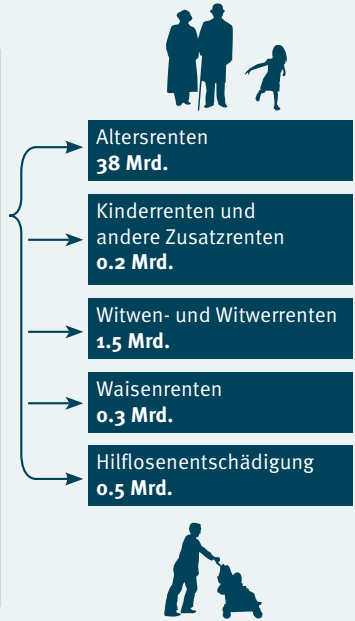 Altersrenten
38 Mrd.
Kinderrenten und
andere Zusatzrenten
0.2 Mrd.
Witwen- und Witwerrenten
1.5 Mrd.
Waisenrenten
0.3 Mrd.
Hilflosenentschädigung
0.5 Mrd.